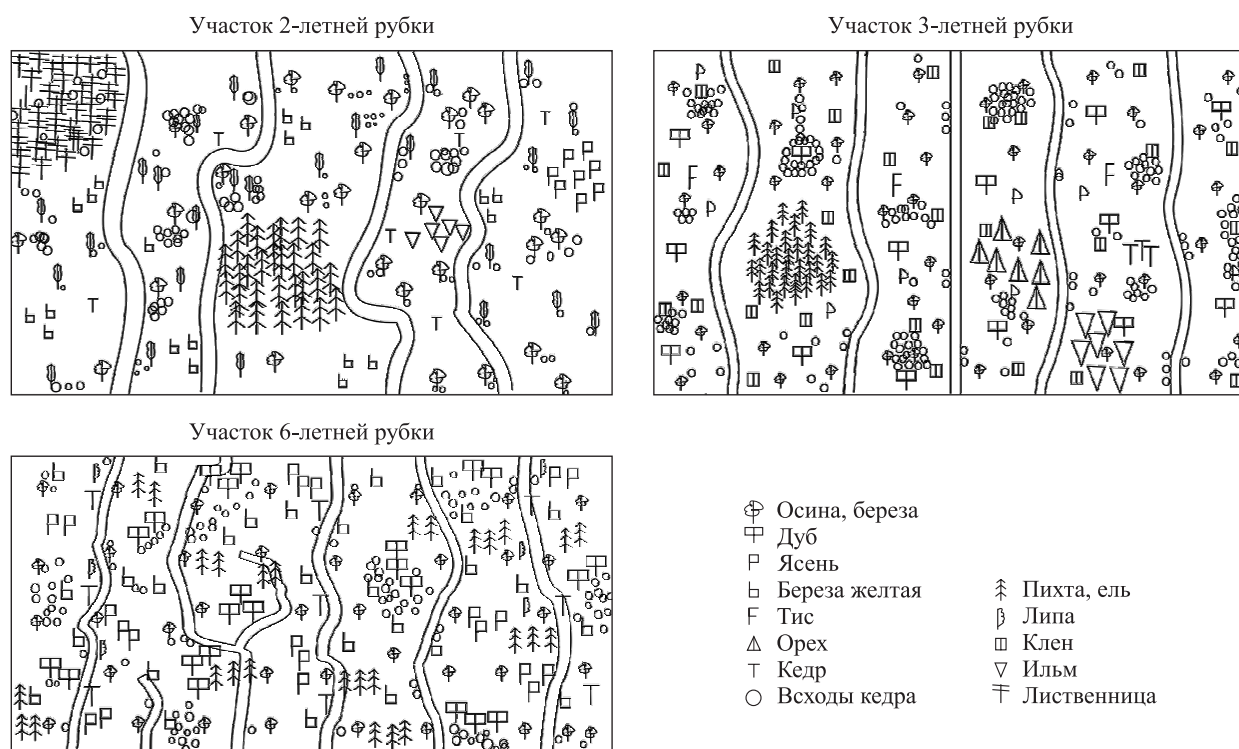 Участок 2-летней рубки
Участок 3-летней рубки
Участок 6-летней рубки
Осина, береза
Дуб
Ясень
Береза желтая
Тис
Орех
Кедр
Всходы кедра
Пихта, ель
Липа
Клен
Ильм
Лиственница